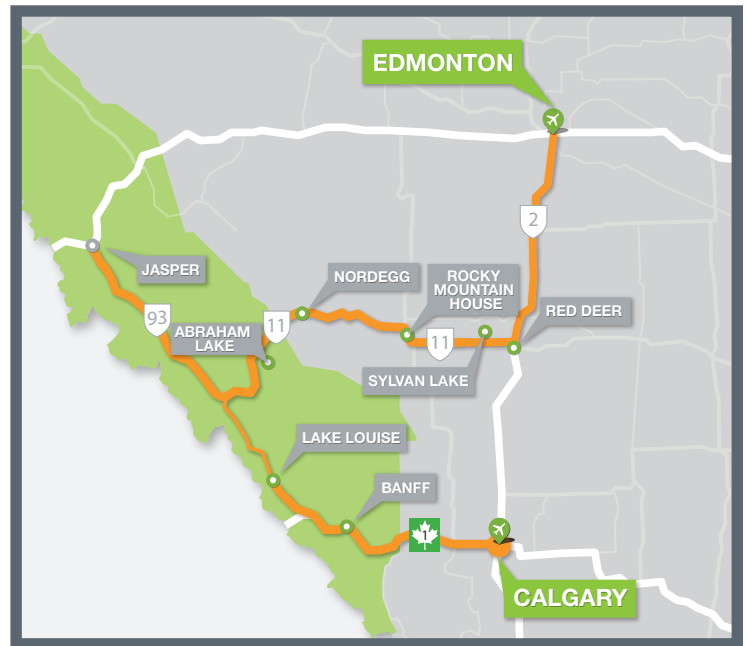 EDMONTON
2
JASPER
NORDEGG
ROCKY
MOUNTAIN
HOUSE
RED DEER
93
ABRAHAM
LAKE
11
11
SYLVAN LAKE
LAKE LOUISE
BANFF
1
CALGARY